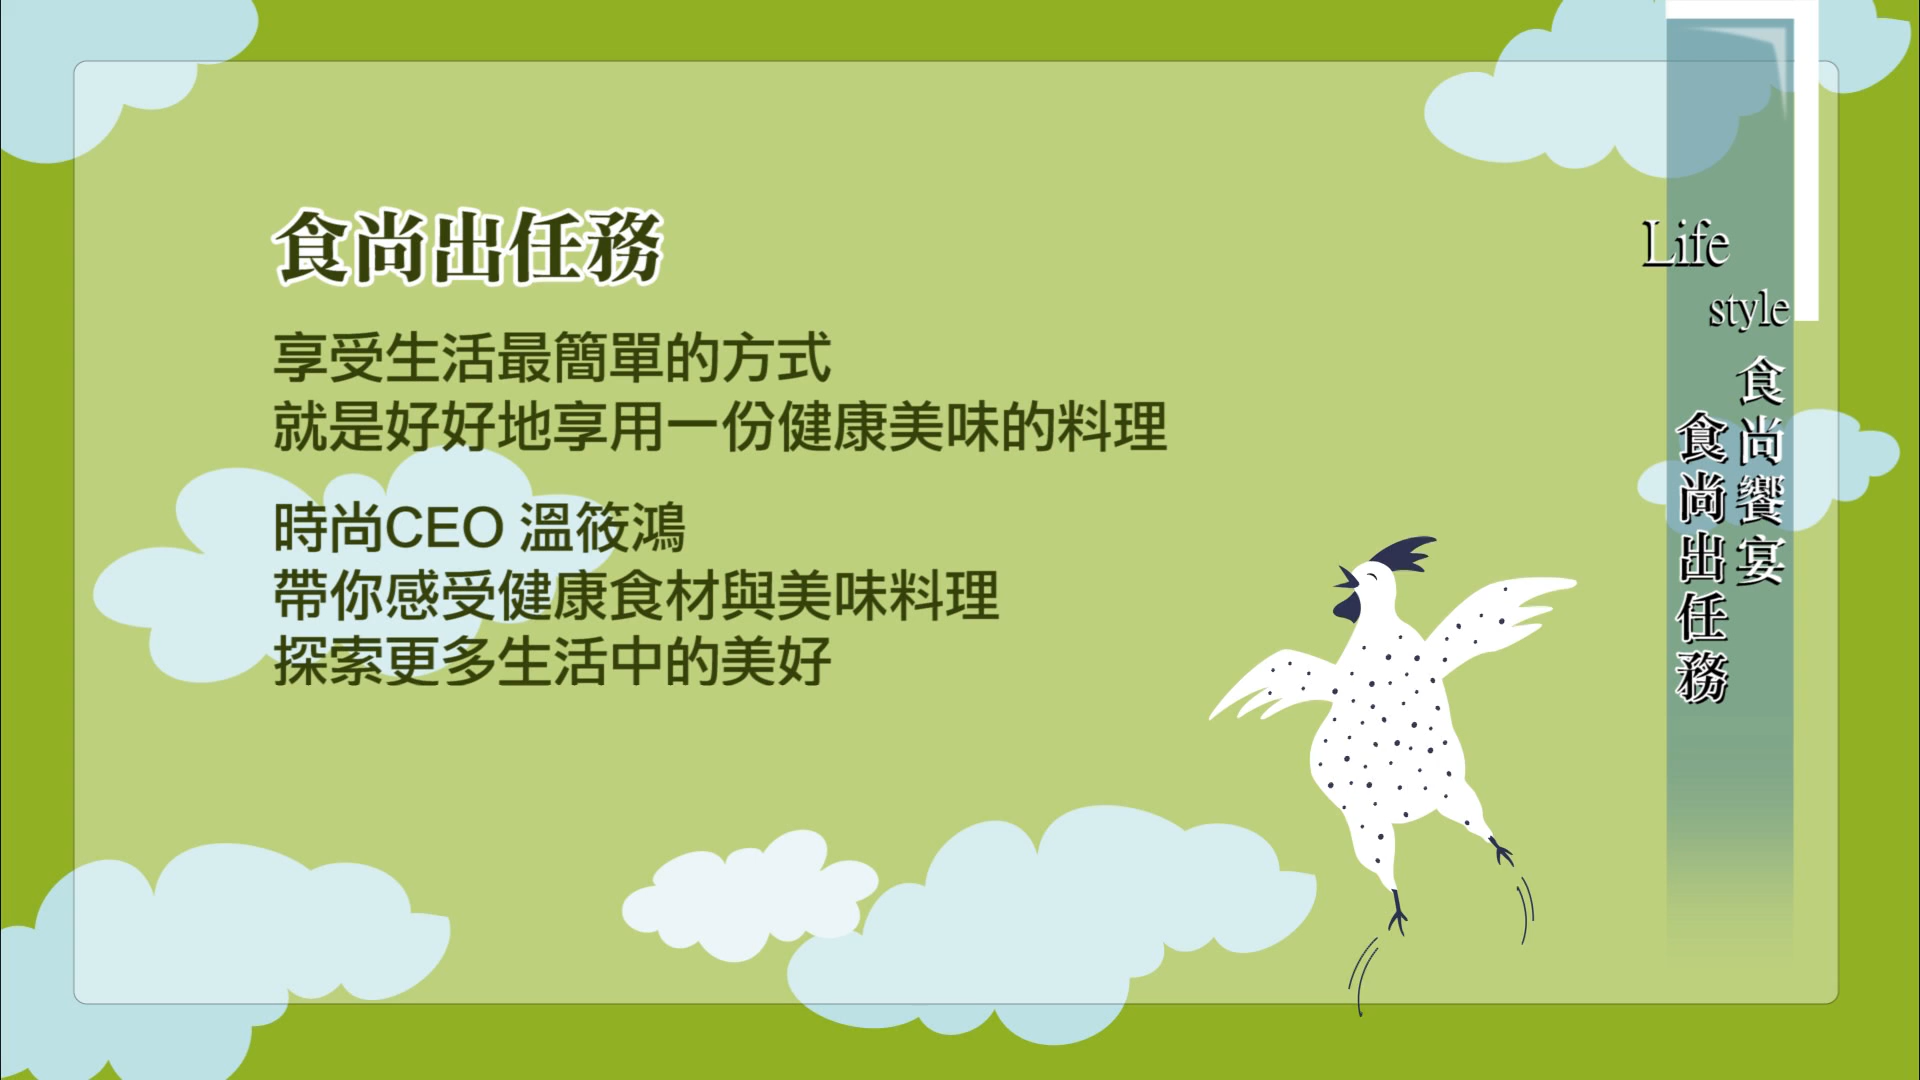 食尚出任務
享受生活最簡單的方式
就是好好地享用一份健康美味的料理
時尚CEO 溫筱鴻
帶你感受健康食材與美味料理
探索更多生活中的美好
Life
style
食尚饗宴
食尚出任務